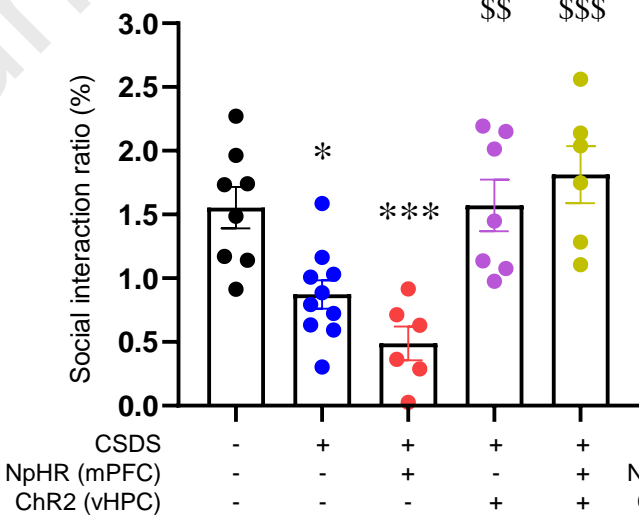 $$ $$$
3.0
2.5
2.0
1.5
1.0
0.5
0.0
Social interaction ratio (%)
*
***
CSDS - + + + +
NpHR (mPFC) - - + - + N
ChR2 (vHPC) - - - + +